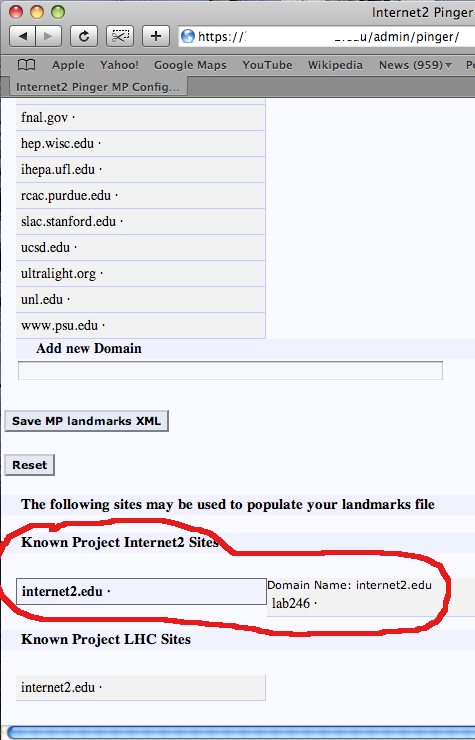 Internet2 Pinger
https://
u/admin/pinger/
Apple Yahoo! Google Maps YouTube Wikipedia News (959)▾
Internet2 Pinger MP Config...
fnal.gov ·
hep.wisc.edu ·
ihepa.ufl.edu ·
rcac.purdue.edu ·
slac.stanford.edu ·
ucsd.edu ·
ultralight.org ·
unl.edu ·
www.psu.edu ·
Add new Domain
Save MP landmarks XML
Reset
The following sites may be used to populate your landmarks file
Known Project Internet2 Sites
internet2.edu ·
Domain Name: internet2.edu
lab246 ·
Known Project LHC Sites
internet2.edu ·